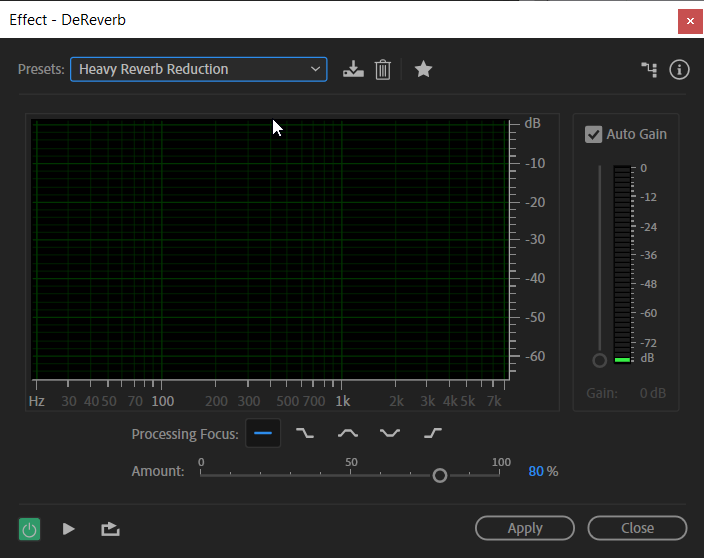 Effect - DeReverb
Presets: Heavy Reverb Reduction
dB
-10
-20
-30
-40
-50
-60
Hz 30 40 50 70 100 200 300 500 700 1k 2k 3k 4k 5k 7k
Auto Gain
0
-12
-24
-36
-48
-60
-72
dB
Gain: 0 dB
Processing Focus:
0 50 100
Amount: 80 %
Apply Close